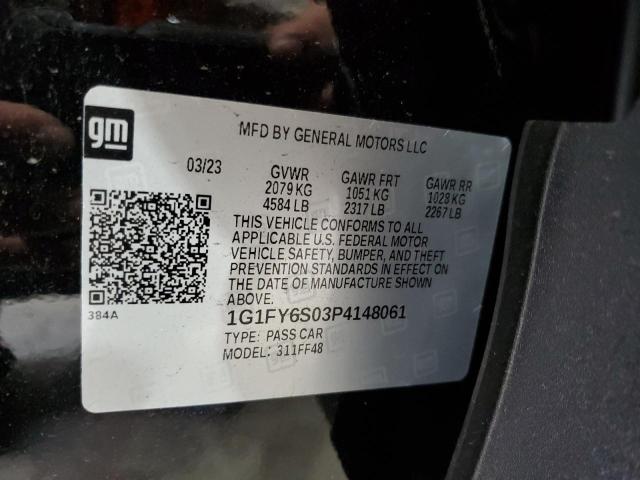 gm
MFD BY GENERAL MOTORS LLC
03/23 GVWR GAWR FRT GAWR RR
2079 KG 1051 KG 1028 KG
4584 LB 2317 LB 2267 LB
THIS VEHICLE CONFORMS TO ALL
APPLICABLE U.S. FEDERAL MOTOR
VEHICLE SAFETY, BUMPER, AND THEFT
PREVENTION STANDARDS IN EFFECT ON
THE DATE OF MANUFACTURE SHOWN
ABOVE.
384A
1G1FY6S03P4148061
TYPE: PASS CAR
MODEL: 311FF48